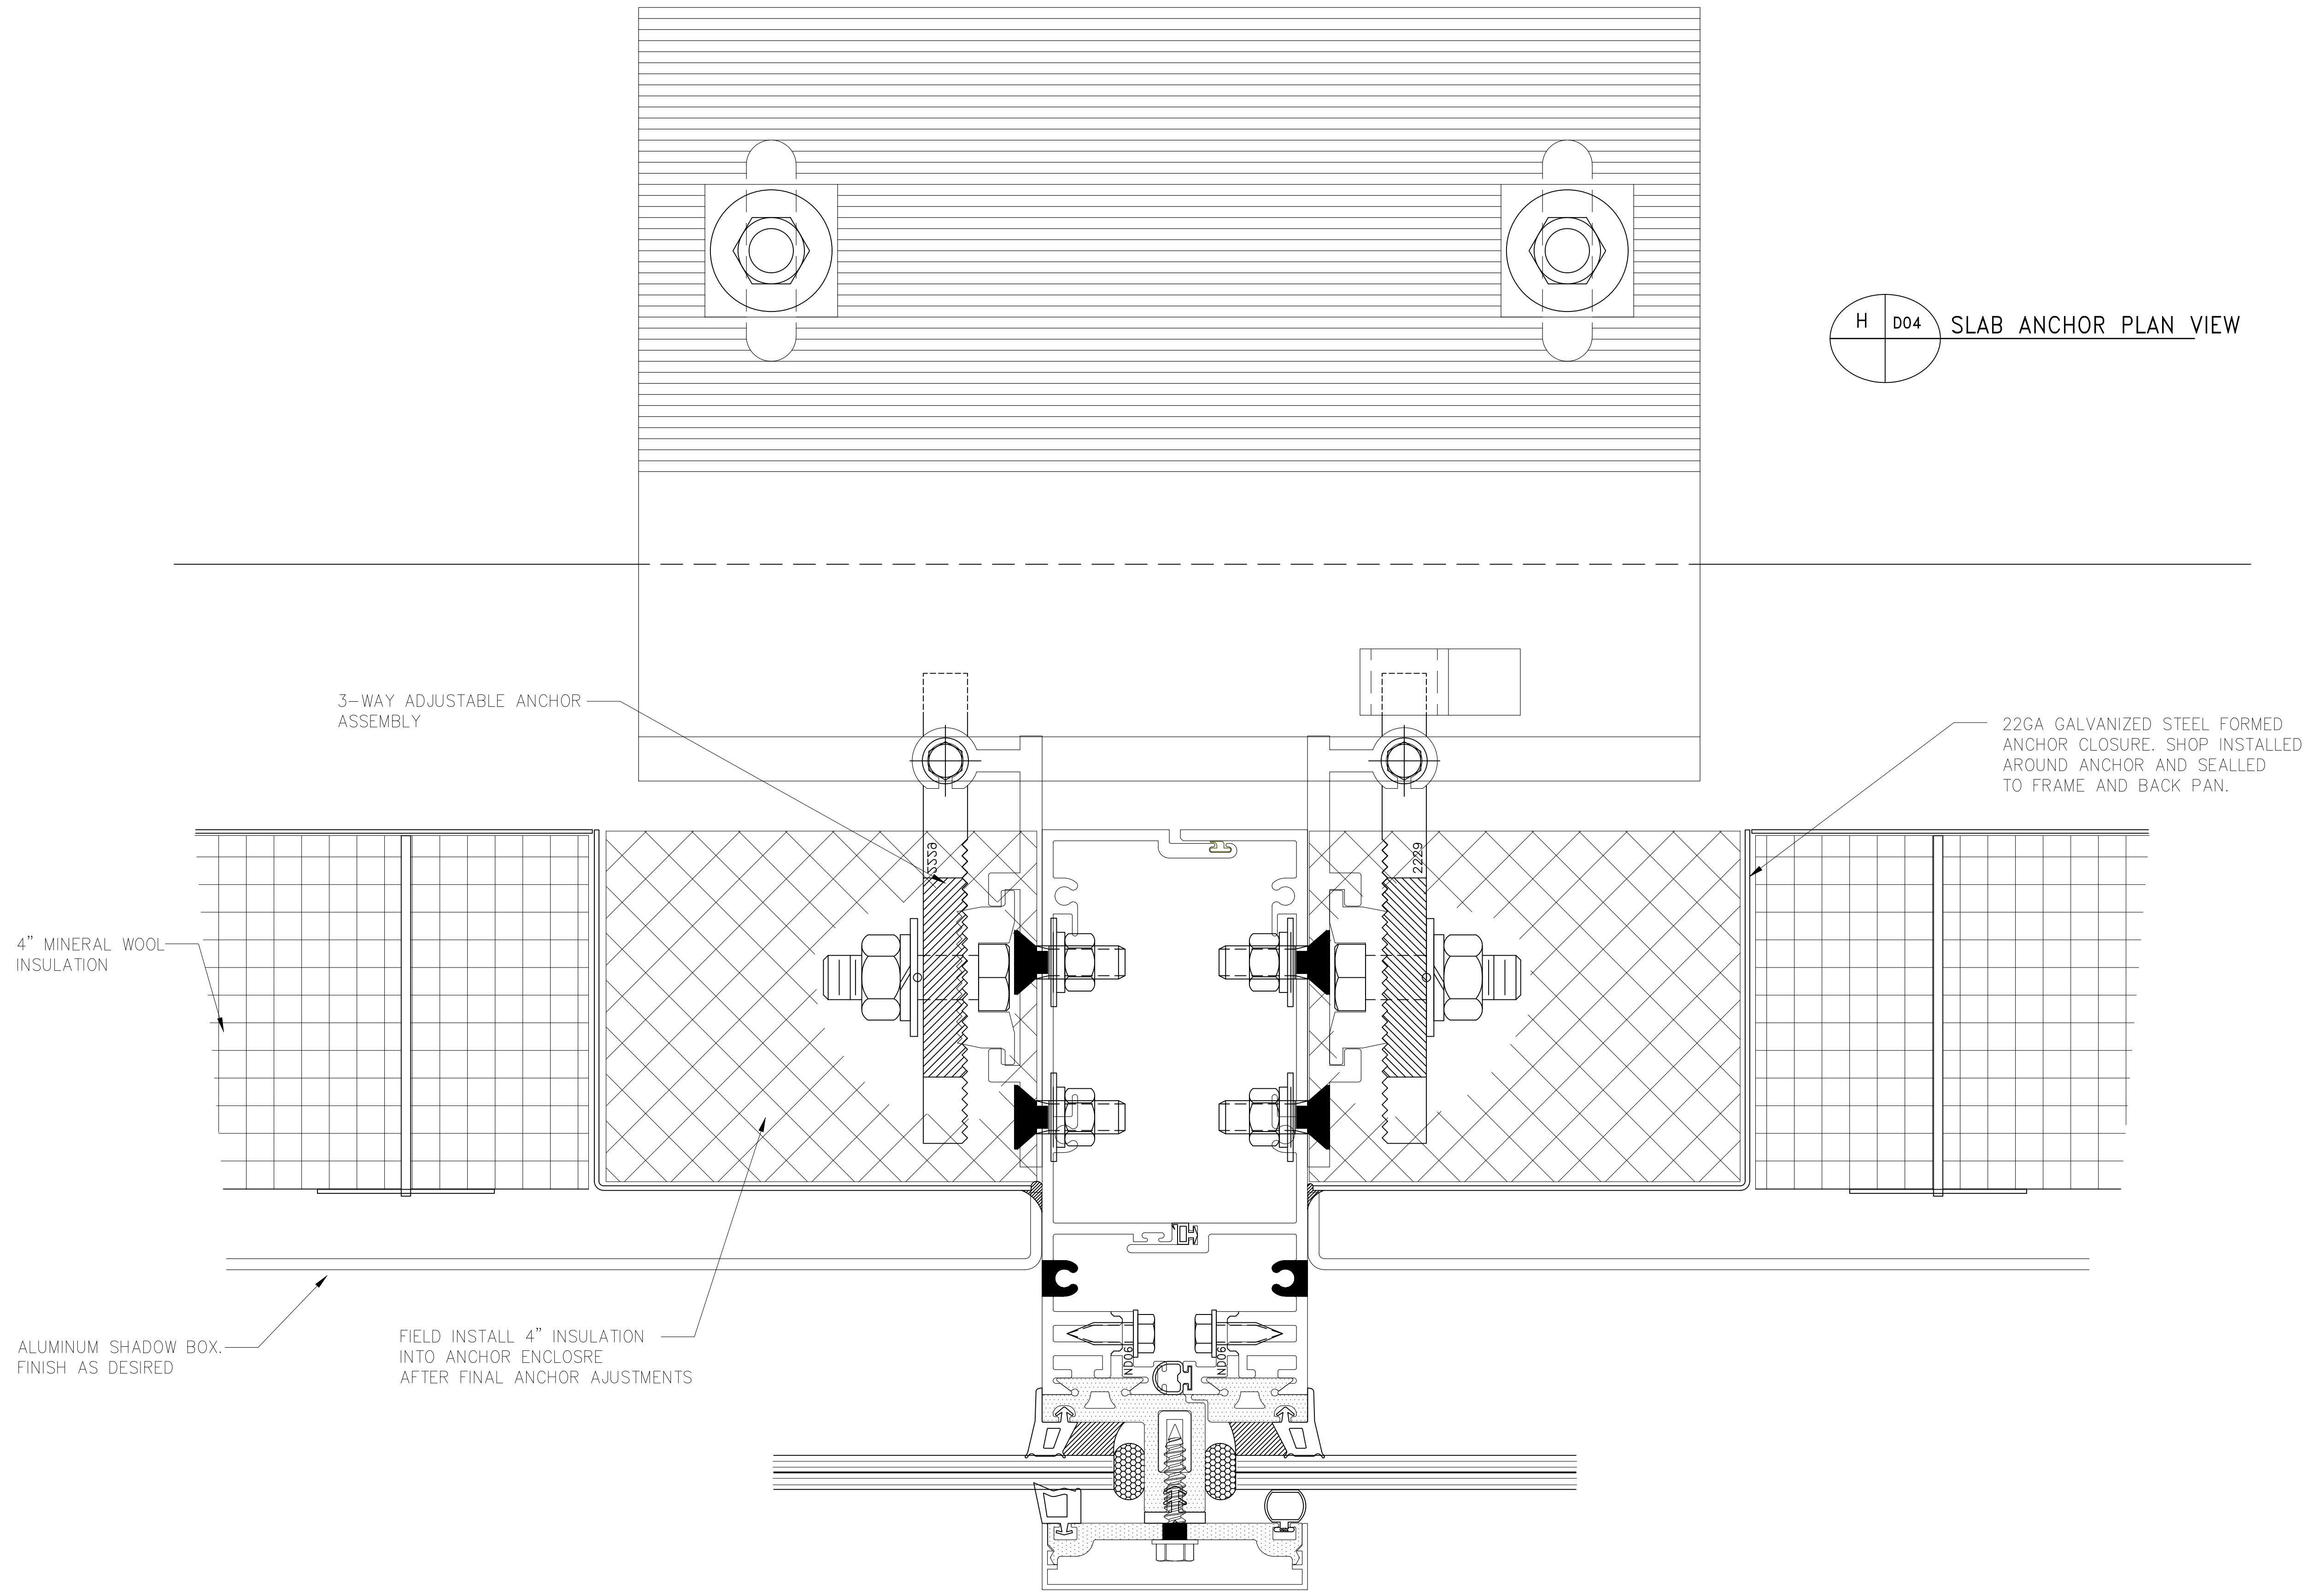 H
D04
SLAB ANCHOR PLAN VIEW
3-WAY ADJUSTABLE ANCHOR
ASSEMBLY
22GA GALVANIZED STEEL FORMED
ANCHOR CLOSURE. SHOP INSTALLED
AROUND ANCHOR AND SEALLED
TO FRAME AND BACK PAN.
2229
2229
4" MINERAL WOOL
INSULATION
ALUMINUM SHADOW BOX.
FINISH AS DESIRED
FIELD INSTALL 4" INSULATION
INTO ANCHOR ENCLOSRE
AFTER FINAL ANCHOR AJUSTMENTS
ND06
ND06